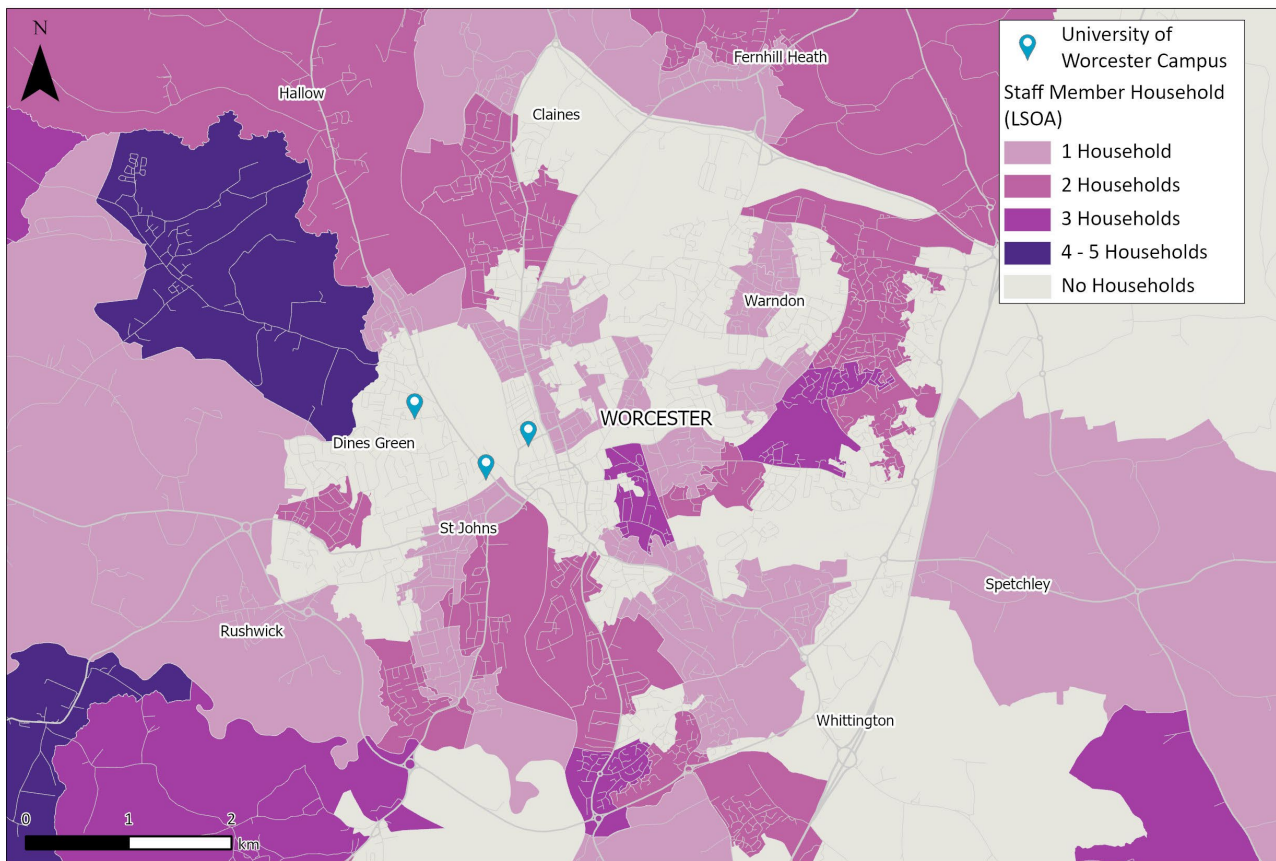 N
University of
Worcester Campus
Staff Member Household
(LSOA)
1 Household
2 Households
3 Households
4 - 5 Households
No Households
Fernhill Heath
Hallow
Claines
Warndon
WORCESTER
Dines Green
St Johns
Spetchley
Rushwick
Whittington
0 1 2
km